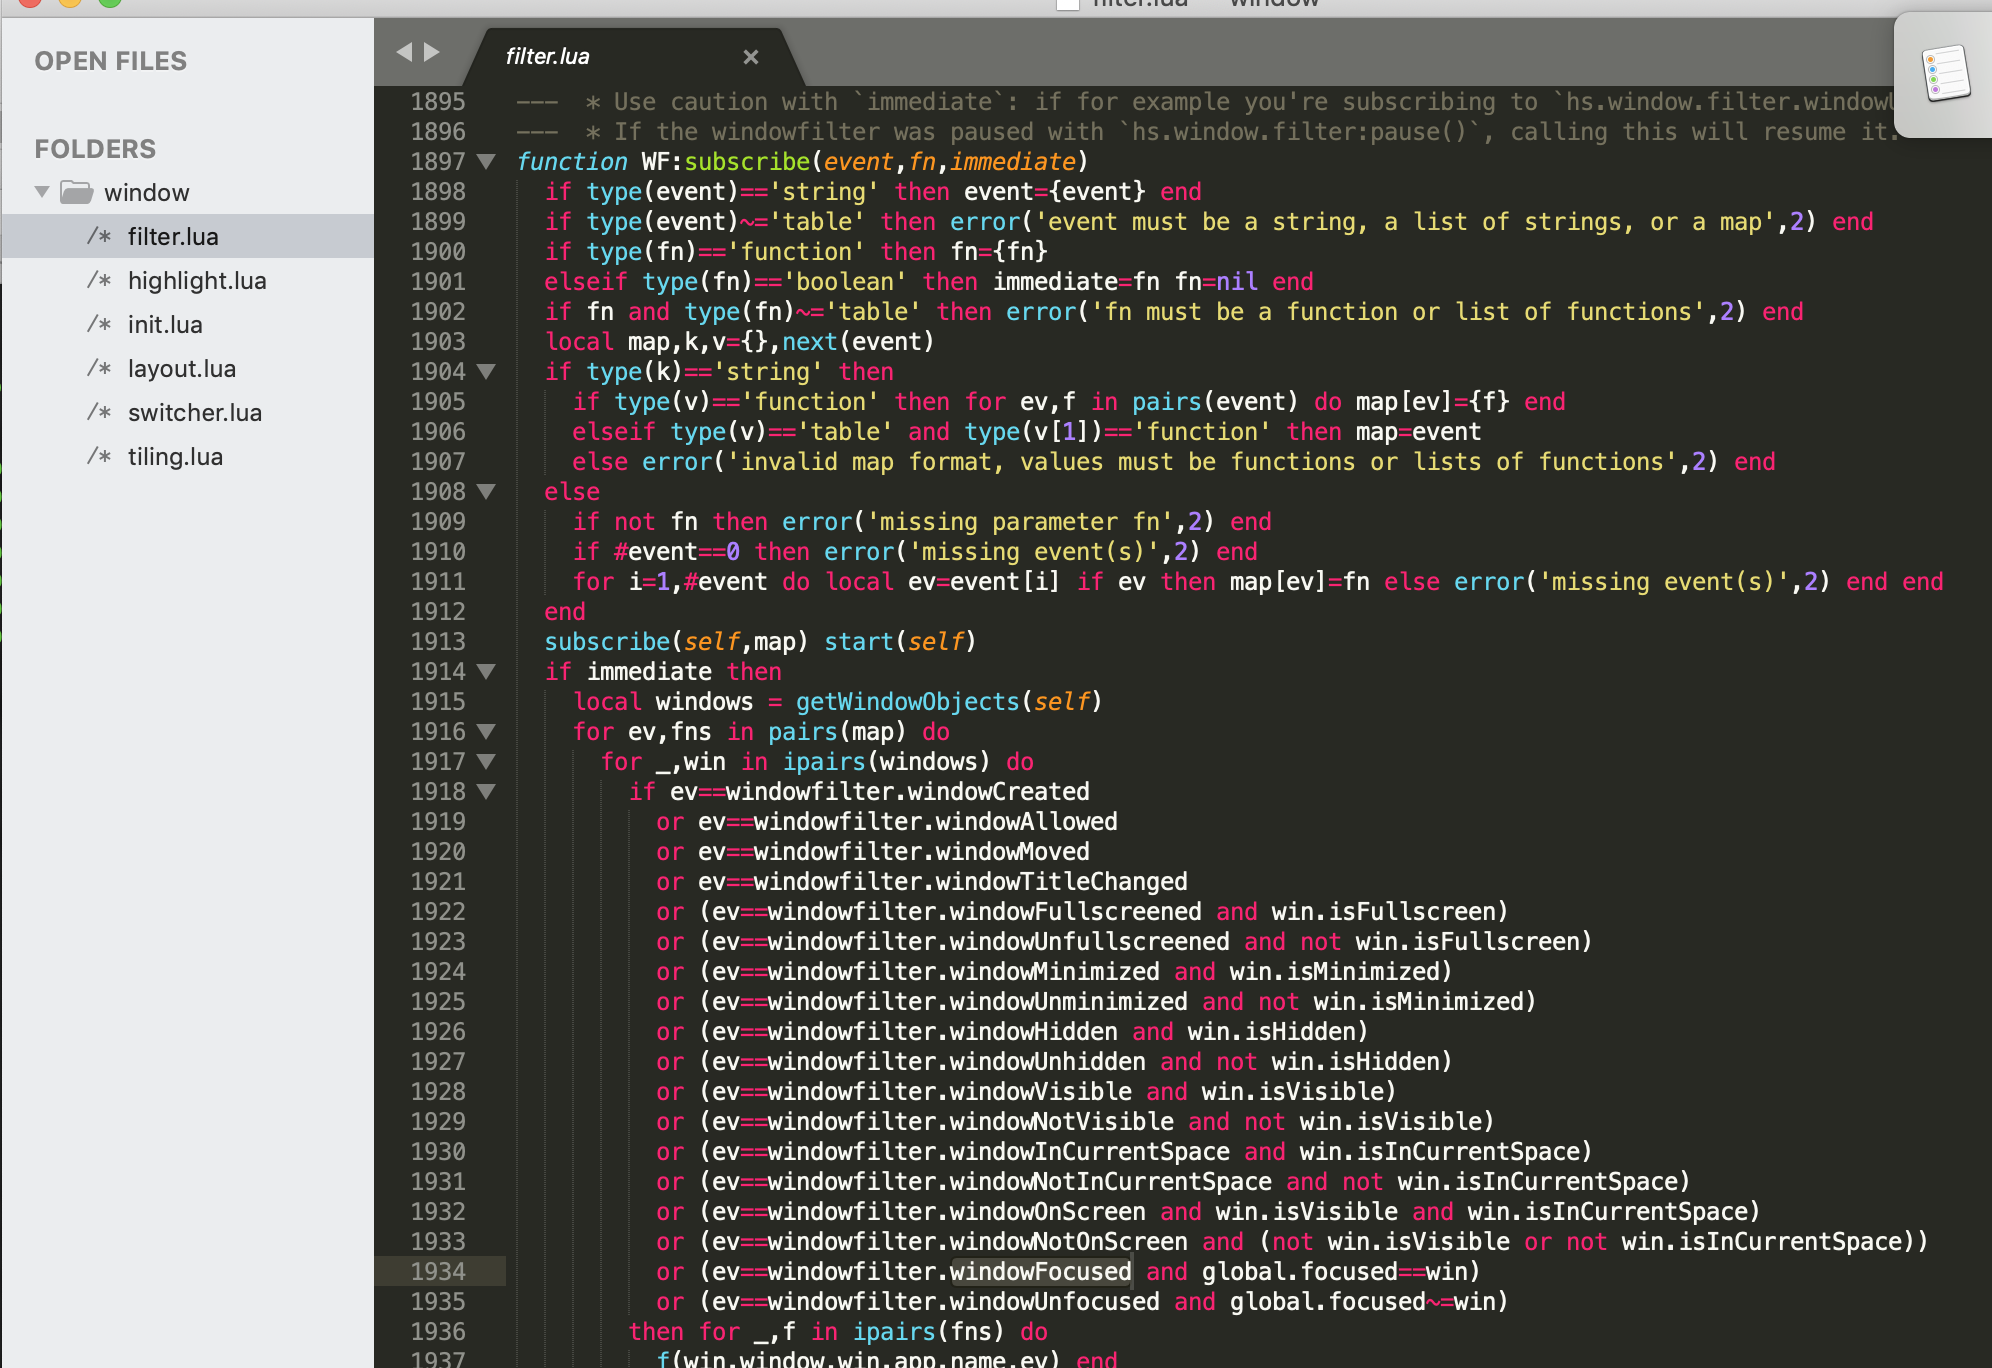 OPEN FILES
FOLDERS
window
/* filter.lua
/* highlight.lua
/* init.lua
/* layout.lua
/* switcher.lua
/* tiling.lua
filter.lua
window
filter.lua ×
1895 --- * Use caution with `immediate`: if for example you're subscribing to `hs.window.filter.window
1896 --- * If the windowfilter was paused with `hs.window.filter:pause()`, calling this will resume it.
1897 function WF:subscribe(event,fn,immediate)
1898 if type(event)=='string' then event={event} end
1899 if type(event)~='table' then error('event must be a string, a list of strings, or a map',2) end
1900 if type(fn)=='function' then fn={fn}
1901 elseif type(fn)=='boolean' then immediate=fn fn=nil end
1902 if fn and type(fn)~='table' then error('fn must be a function or list of functions',2) end
1903 local map,k,v={},next(event)
1904 if type(k)=='string' then
1905 if type(v)=='function' then for ev,f in pairs(event) do map[ev]={f} end
1906 elseif type(v)=='table' and type(v[1])=='function' then map=event
1907 else error('invalid map format, values must be functions or lists of functions',2) end
1908 else
1909 if not fn then error('missing parameter fn',2) end
1910 if #event==0 then error('missing event(s)',2) end
1911 for i=1,#event do local ev=event[i] if ev then map[ev]=fn else error('missing event(s)',2) end end
1912 end
1913 subscribe(self,map) start(self)
1914 if immediate then
1915 local windows = getWindowObjects(self)
1916 for ev,fns in pairs(map) do
1917 for _,win in ipairs(windows) do
1918 if ev==windowfilter.windowCreated
1919 or ev==windowfilter.windowAllowed
1920 or ev==windowfilter.windowMoved
1921 or ev==windowfilter.windowTitleChanged
1922 or (ev==windowfilter.windowFullscreened and win.isFullscreen)
1923 or (ev==windowfilter.windowUnfullscreened and not win.isFullscreen)
1924 or (ev==windowfilter.windowMinimized and win.isMinimized)
1925 or (ev==windowfilter.windowUnminimized and not win.isMinimized)
1926 or (ev==windowfilter.windowHidden and win.isHidden)
1927 or (ev==windowfilter.windowUnhidden and not win.isHidden)
1928 or (ev==windowfilter.windowVisible and win.isVisible)
1929 or (ev==windowfilter.windowNotVisible and not win.isVisible)
1930 or (ev==windowfilter.windowInCurrentSpace and win.isInCurrentSpace)
1931 or (ev==windowfilter.windowNotInCurrentSpace and not win.isInCurrentSpace)
1932 or (ev==windowfilter.windowOnScreen and win.isVisible and win.isInCurrentSpace)
1933 or (ev==windowfilter.windowNotOnScreen and (not win.isVisible or not win.isInCurrentSpace))
1934 or (ev==windowfilter.windowFocused and global.focused==win)
1935 or (ev==windowfilter.windowUnfocused and global.focused~=win)
1936 then for _,f in ipairs(fns) do
1937 f(win.window,win.app.name,ev) end